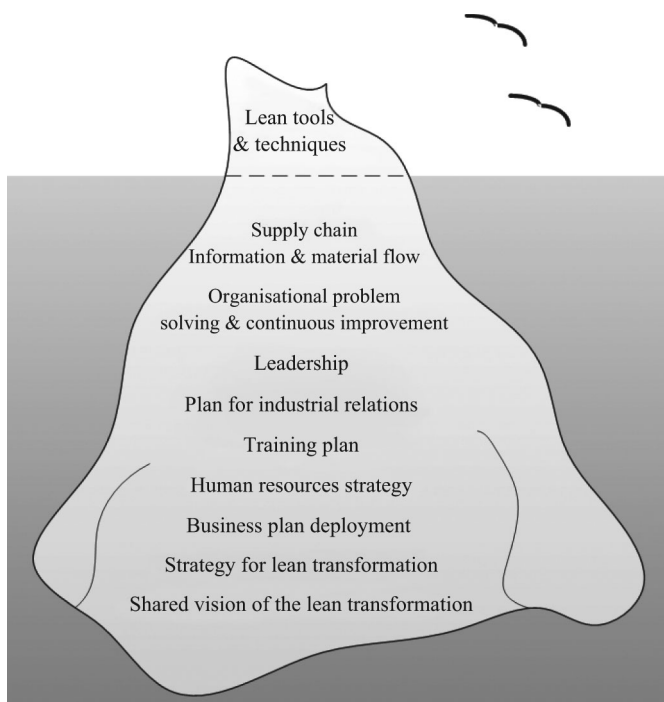 Lean tools
& techniques
Supply chain
Information & material flow
Organisational problem
solving & continuous improvement
Leadership
Plan for industrial relations
Training plan
Human resources strategy
Business plan deployment
Strategy for lean transformation
Shared vision of the lean transformation